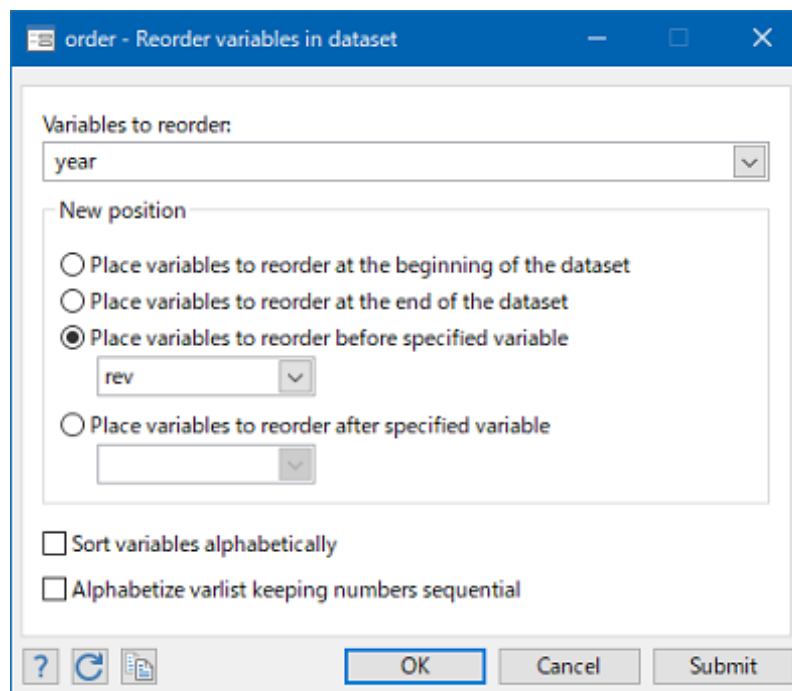 order - Reorder variables in dataset
Variables to reorder:
year
New position
Place variables to reorder at the beginning of the dataset
Place variables to reorder at the end of the dataset
Place variables to reorder before specified variable
rev
Place variables to reorder after specified variable
Sort variables alphabetically
Alphabetize varlist keeping numbers sequential
? OK Cancel Submit